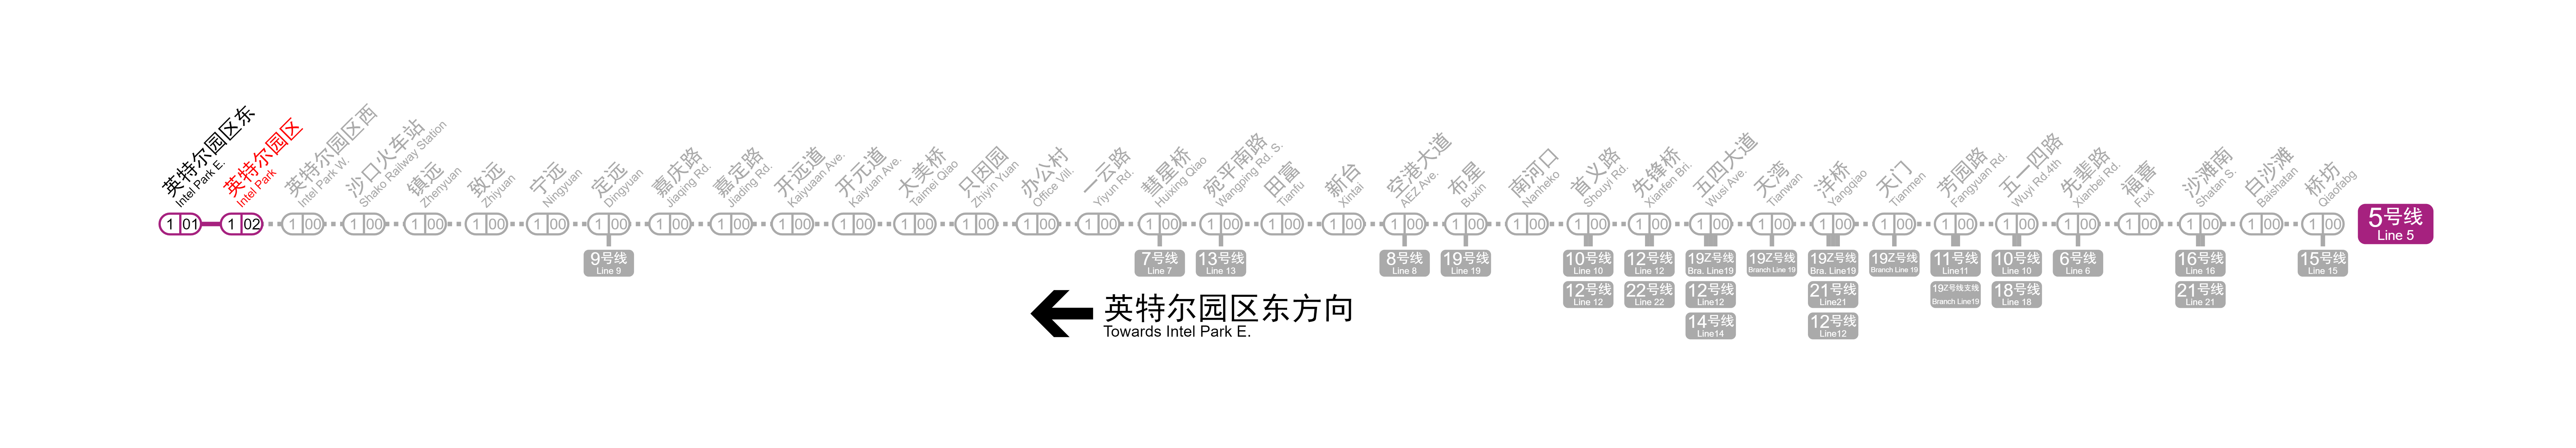 英特尔园区东
Intel Park E.
英特尔园区
Intel Park
英特尔园区西
Intel Park W.
沙口火车站
Shako Railway Station
镇远
Zhenyuan
致远
Zhiyuan
宁远
Ningyuan
定远
Dingyuan
嘉庆路
Jiaqing Rd.
嘉定路
Jiading Rd.
开远道
Kaiyuaan Ave.
开元道
Kaiyuan Ave.
太美桥
Taimei Qiao
只因园
Zhiyin Yuan
办公村
Office Vill.
一云路
Yiyun Rd.
彗星桥
Huixing Qiao
宛平南路
Wangping Rd. S.
田富
Tianfu
新台
Xintai
空港大道
AEZ Ave.
布星
Buxin
南河口
Nanheko
首义路
Shouyi Rd.
先锋桥
Xianfen Bri.
五四大道
Wusi Ave.
天湾
Tianwan
洋桥
Yangqiao
天门
Tianmen
芳园路
Fangyuan Rd.
五一四路
Wuyi Rd.4th
先辈路
Xianbei Rd.
福喜
Fuxi
沙滩南
Shatan S.
白沙滩
Baishatan
桥坊
Qiaofabg
1 01 1 02 1 00 1 00 1 00 1 00 1 00 1 00 1 00 1 00 1 00 1 00 1 00 1 00 1 00 1 00 1 00 1 00 1 00 1 00 1 00 1 00 1 00 1 00 1 00 1 00 1 00 1 00 1 00 1 00 1 00 1 00 1 00 1 00 1 00 1 00
5号线
Line 5
9号线
Line 9
7号线
Line 7
13号线
Line 13
8号线
Line 8
19号线
Line 19
10号线
Line 10
12号线
Line 12
12号线
Line 12
22号线
Line 22
19Z号线
Bra. Line19
12号线
Line12
14号线
Line14
19Z号线
Branch Line 19
19Z号线
Bra. Line19
21号线
Line21
12号线
Line12
19Z号线
Branch Line 19
11号线
Line11
19Z号线支线
Branch Line19
10号线
Line 10
18号线
Line 18
6号线
Line 6
16号线
Line 16
21号线
Line 21
15号线
Line 15
英特尔园区东方向
Towards Intel Park E.